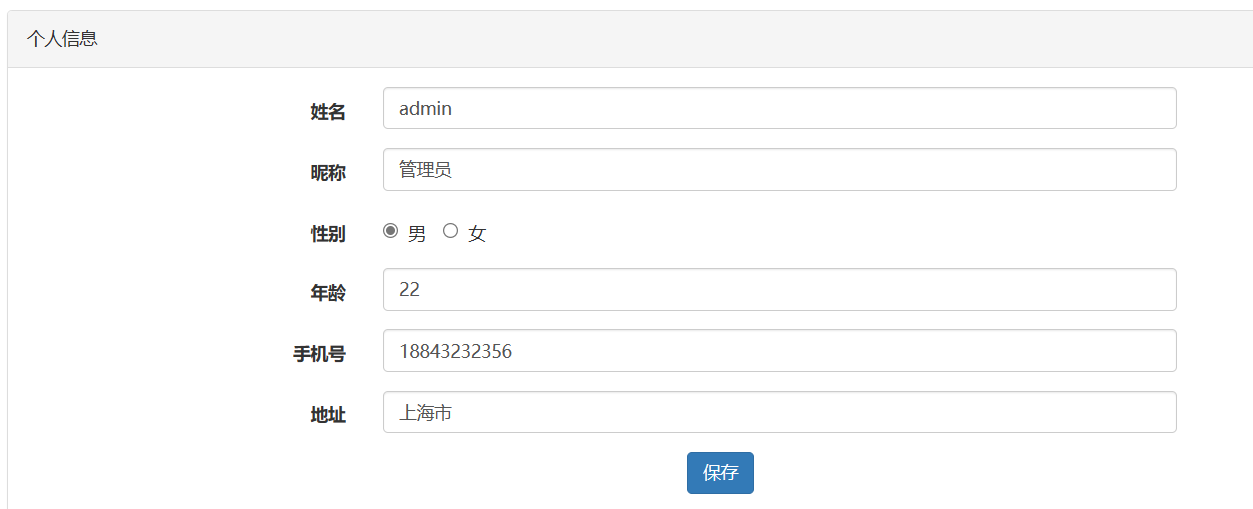 个人信息
姓名 admin
昵称 管理员
性别 男 女
年龄 22
手机号 18843232356
地址 上海市
保存